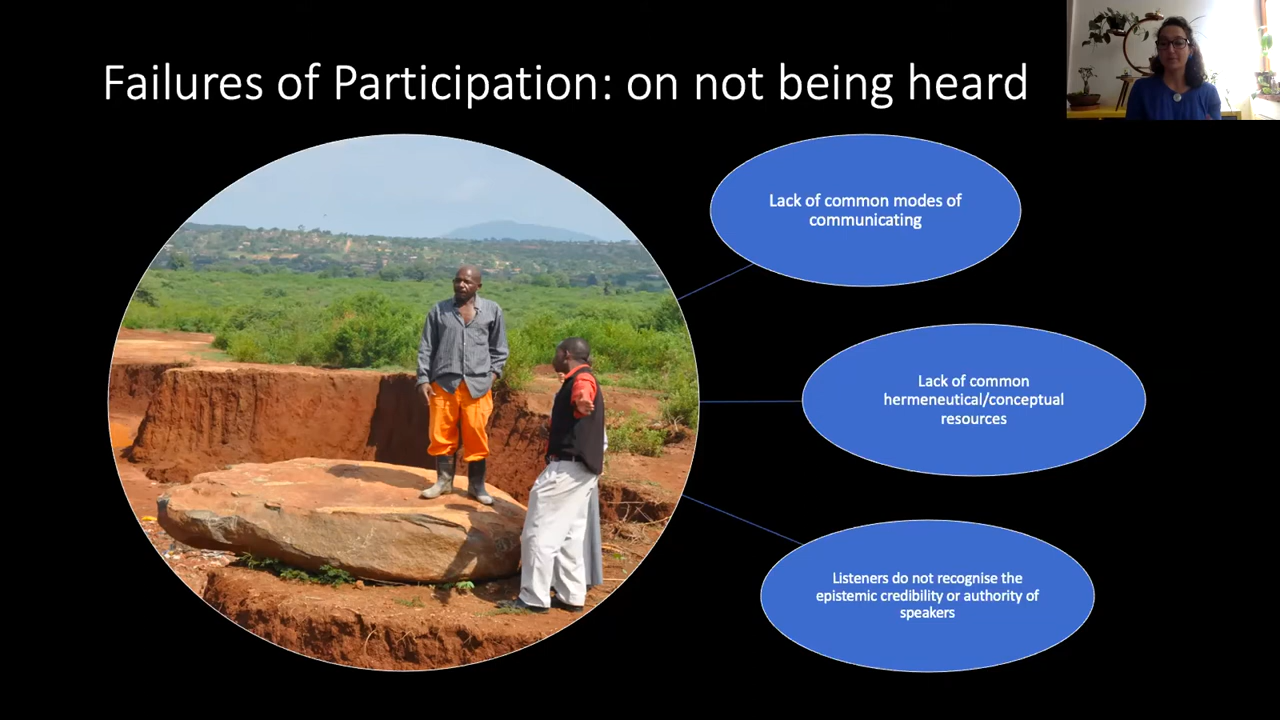 Failures of Participation: on not being heard
Lack of common modes of
communicating
Lack of common
hermeneutical/conceptual
resources
Listeners do not recognise the
epistemic credibility or authority of
speakers